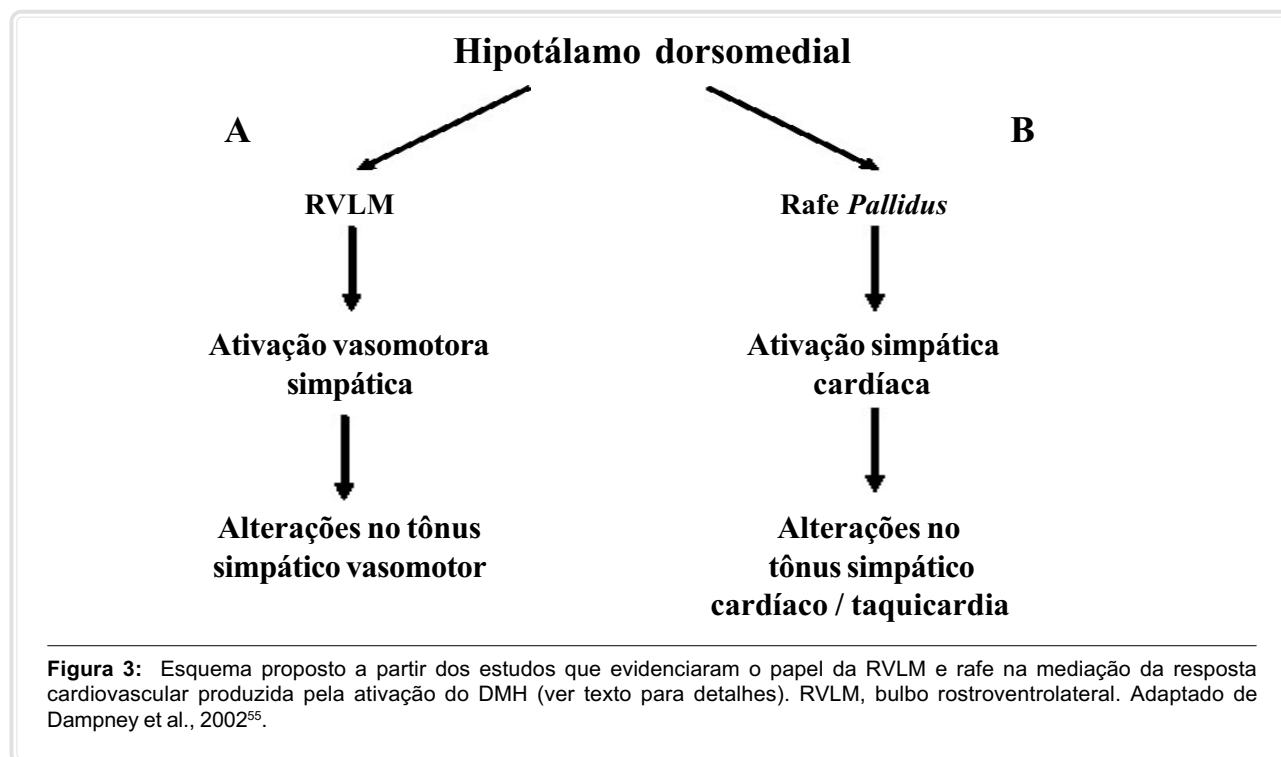 Hipotálamo dorsomedial
A
B
RVLM
Rafe Pallidus
Ativação vasomotora
simpática
Ativação simpática
cardíaca
Alterações no tônus
simpático vasomotor
Alterações no
tônus simpático
cardíaco / taquicardia
Figura 3: Esquema proposto a partir dos estudos que evidenciaram o papel da RVLM e rafe na mediação da resposta
cardiovascular produzida pela ativação do DMH (ver texto para detalhes). RVLM, bulbo rostroventrolateral. Adaptado de
Dampney et al., 2002⁵⁵.